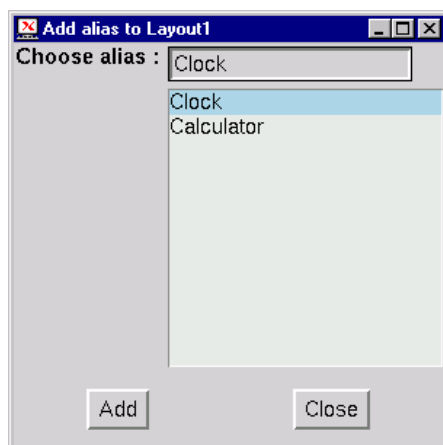 Add alias to Layout1
Choose alias : Clock
Clock
Calculator
Add Close